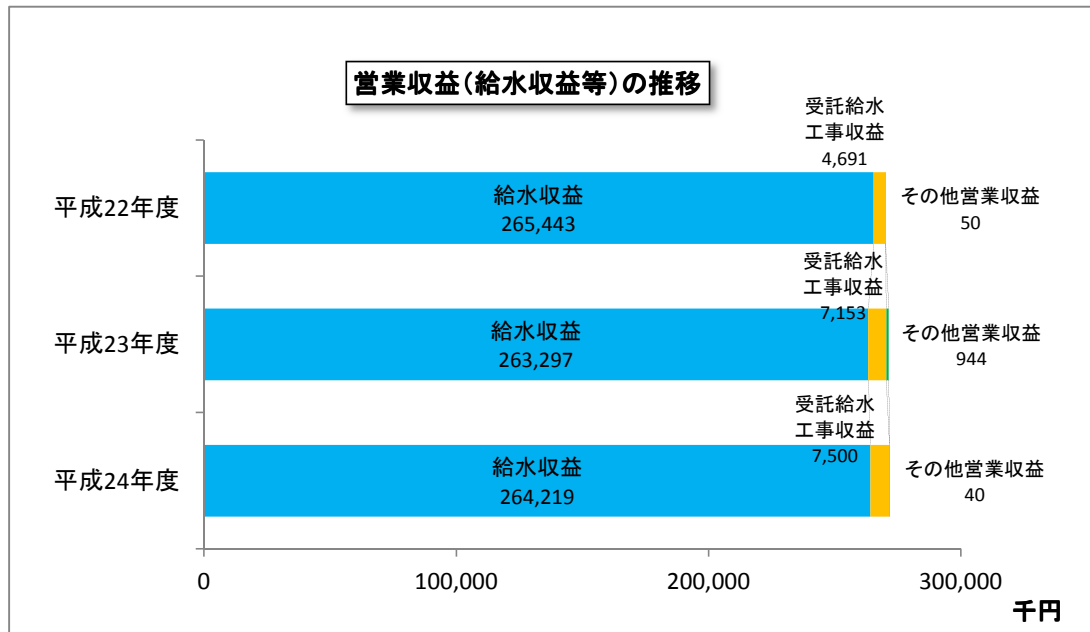 営業収益（給水収益等）の推移
受託給水
工事収益
4,691
平成22年度
給水収益
265,443
その他営業収益
50
受託給水
工事収益
7,153
平成23年度
給水収益
263,297
その他営業収益
944
受託給水
工事収益
7,500
平成24年度
給水収益
264,219
その他営業収益
40
0
100,000
200,000
300,000
千円